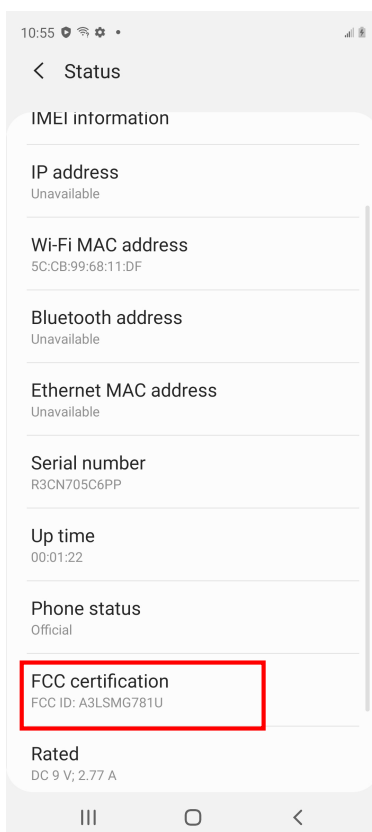 10:55
Status
IMEI information
IP address
Unavailable
Wi-Fi MAC address
5C:CB:99:68:11:DF
Bluetooth address
Unavailable
Ethernet MAC address
Unavailable
Serial number
R3CN705C6PP
Up time
00:01:22
Phone status
Official
FCC certification
FCC ID: A3LSMG781U
Rated
DC 9 V; 2.77 A